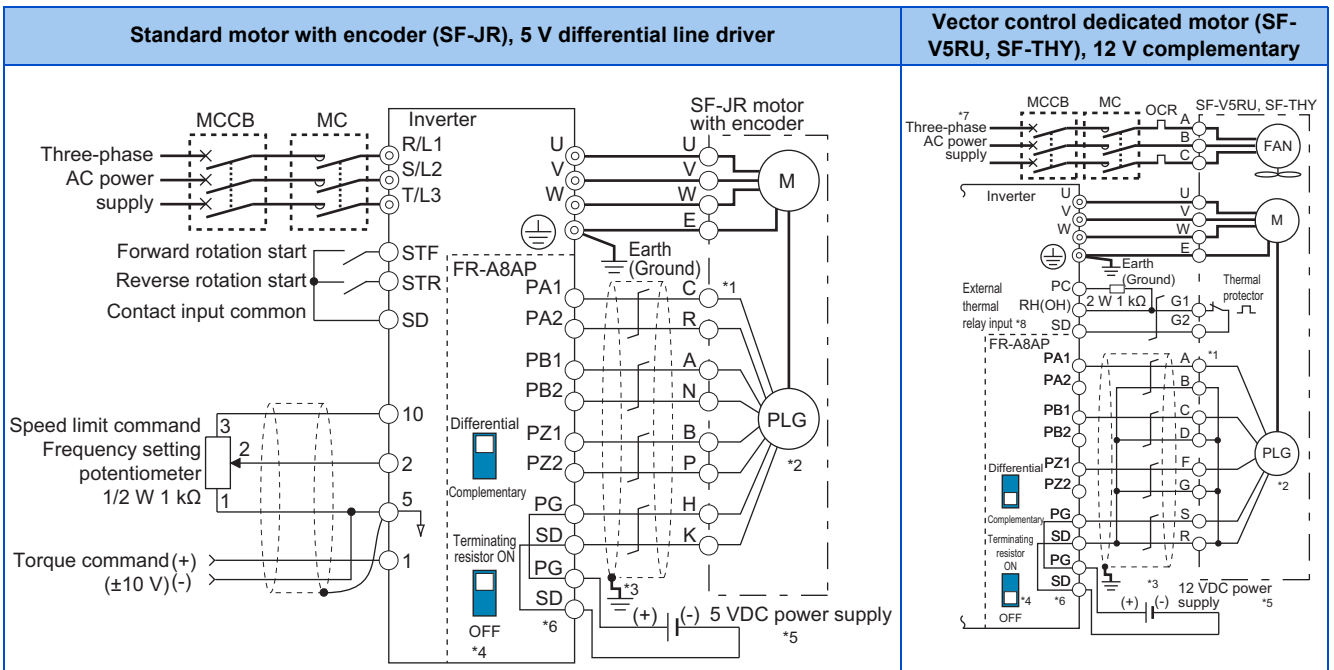 Standard motor with encoder (SF-JR), 5 V differential line driver
Vector control dedicated motor (SF-
V5RU, SF-THY), 12 V complementary
MCCB
MC
Inverter
SF-JR motor
with encoder
Three-phase
AC power
supply
R/L1
S/L2
T/L3
U
V
W
U
V
W
E
M
Earth
(Ground)
Forward rotation start
Reverse rotation start
Contact input common
STF
STR
SD
FR-A8AP
PA1
PA2
PB1
PB2
PZ1
PZ2
PG
SD
PG
SD
C
R
A
N
B
P
H
K
*1
PLG
*2
Differential
Complementary
Terminating
resistor ON
OFF
*4
*3
*6
(+)
(-)
5 VDC power supply
*5
Speed limit command
Frequency setting
potentiometer
1/2 W 1 kΩ
3
2
1
10
2
5
1
Torque command(+)
(±10 V)(-)
*7
Three-phase
AC power
supply
MCCB
MC
OCR
A
B
C
SF-V5RU, SF-THY
FAN
Inverter
U
V
W
U
V
W
E
M
Earth
(Ground)
External
thermal
relay input *8
PC
RH(OH)
SD
2 W 1 kΩ
G1
G2
Thermal
protector
FR-A8AP
PA1
PA2
PB1
PB2
PZ1
PZ2
PG
SD
PG
SD
A
B
C
D
F
G
S
R
*1
PLG
*2
Differential
Complementary
Terminating
resistor
ON
*4
OFF
*6
*3
(+)
(-)
12 VDC power
supply
*5